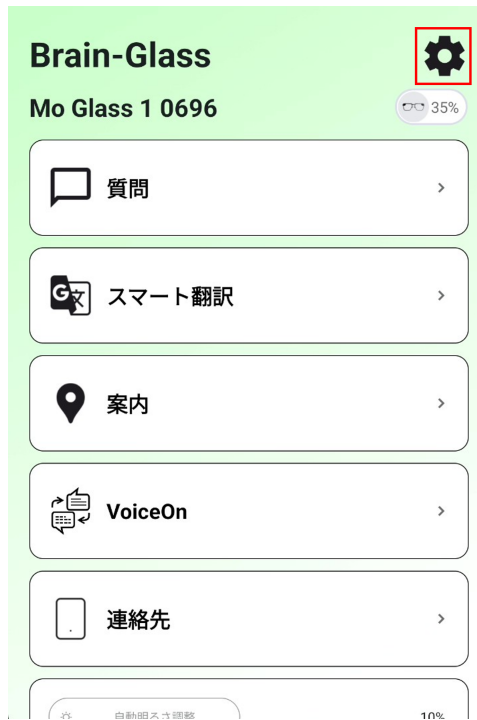 Brain-Glass
Mo Glass 1 0696
35%
質問
スマート翻訳
案内
VoiceOn
連絡先
自動明るさ調整
10%